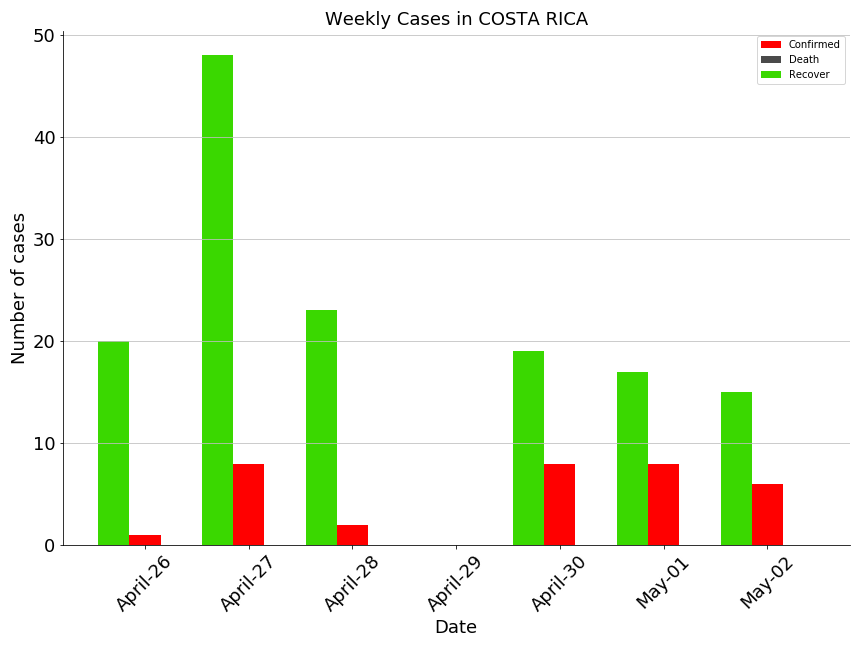 Weekly Cases in COSTA RICA
Confirmed
Death
Recover
Number of cases
50
40
30
20
10
0
April-26
April-27
April-28
April-29
April-30
May-01
May-02
Date